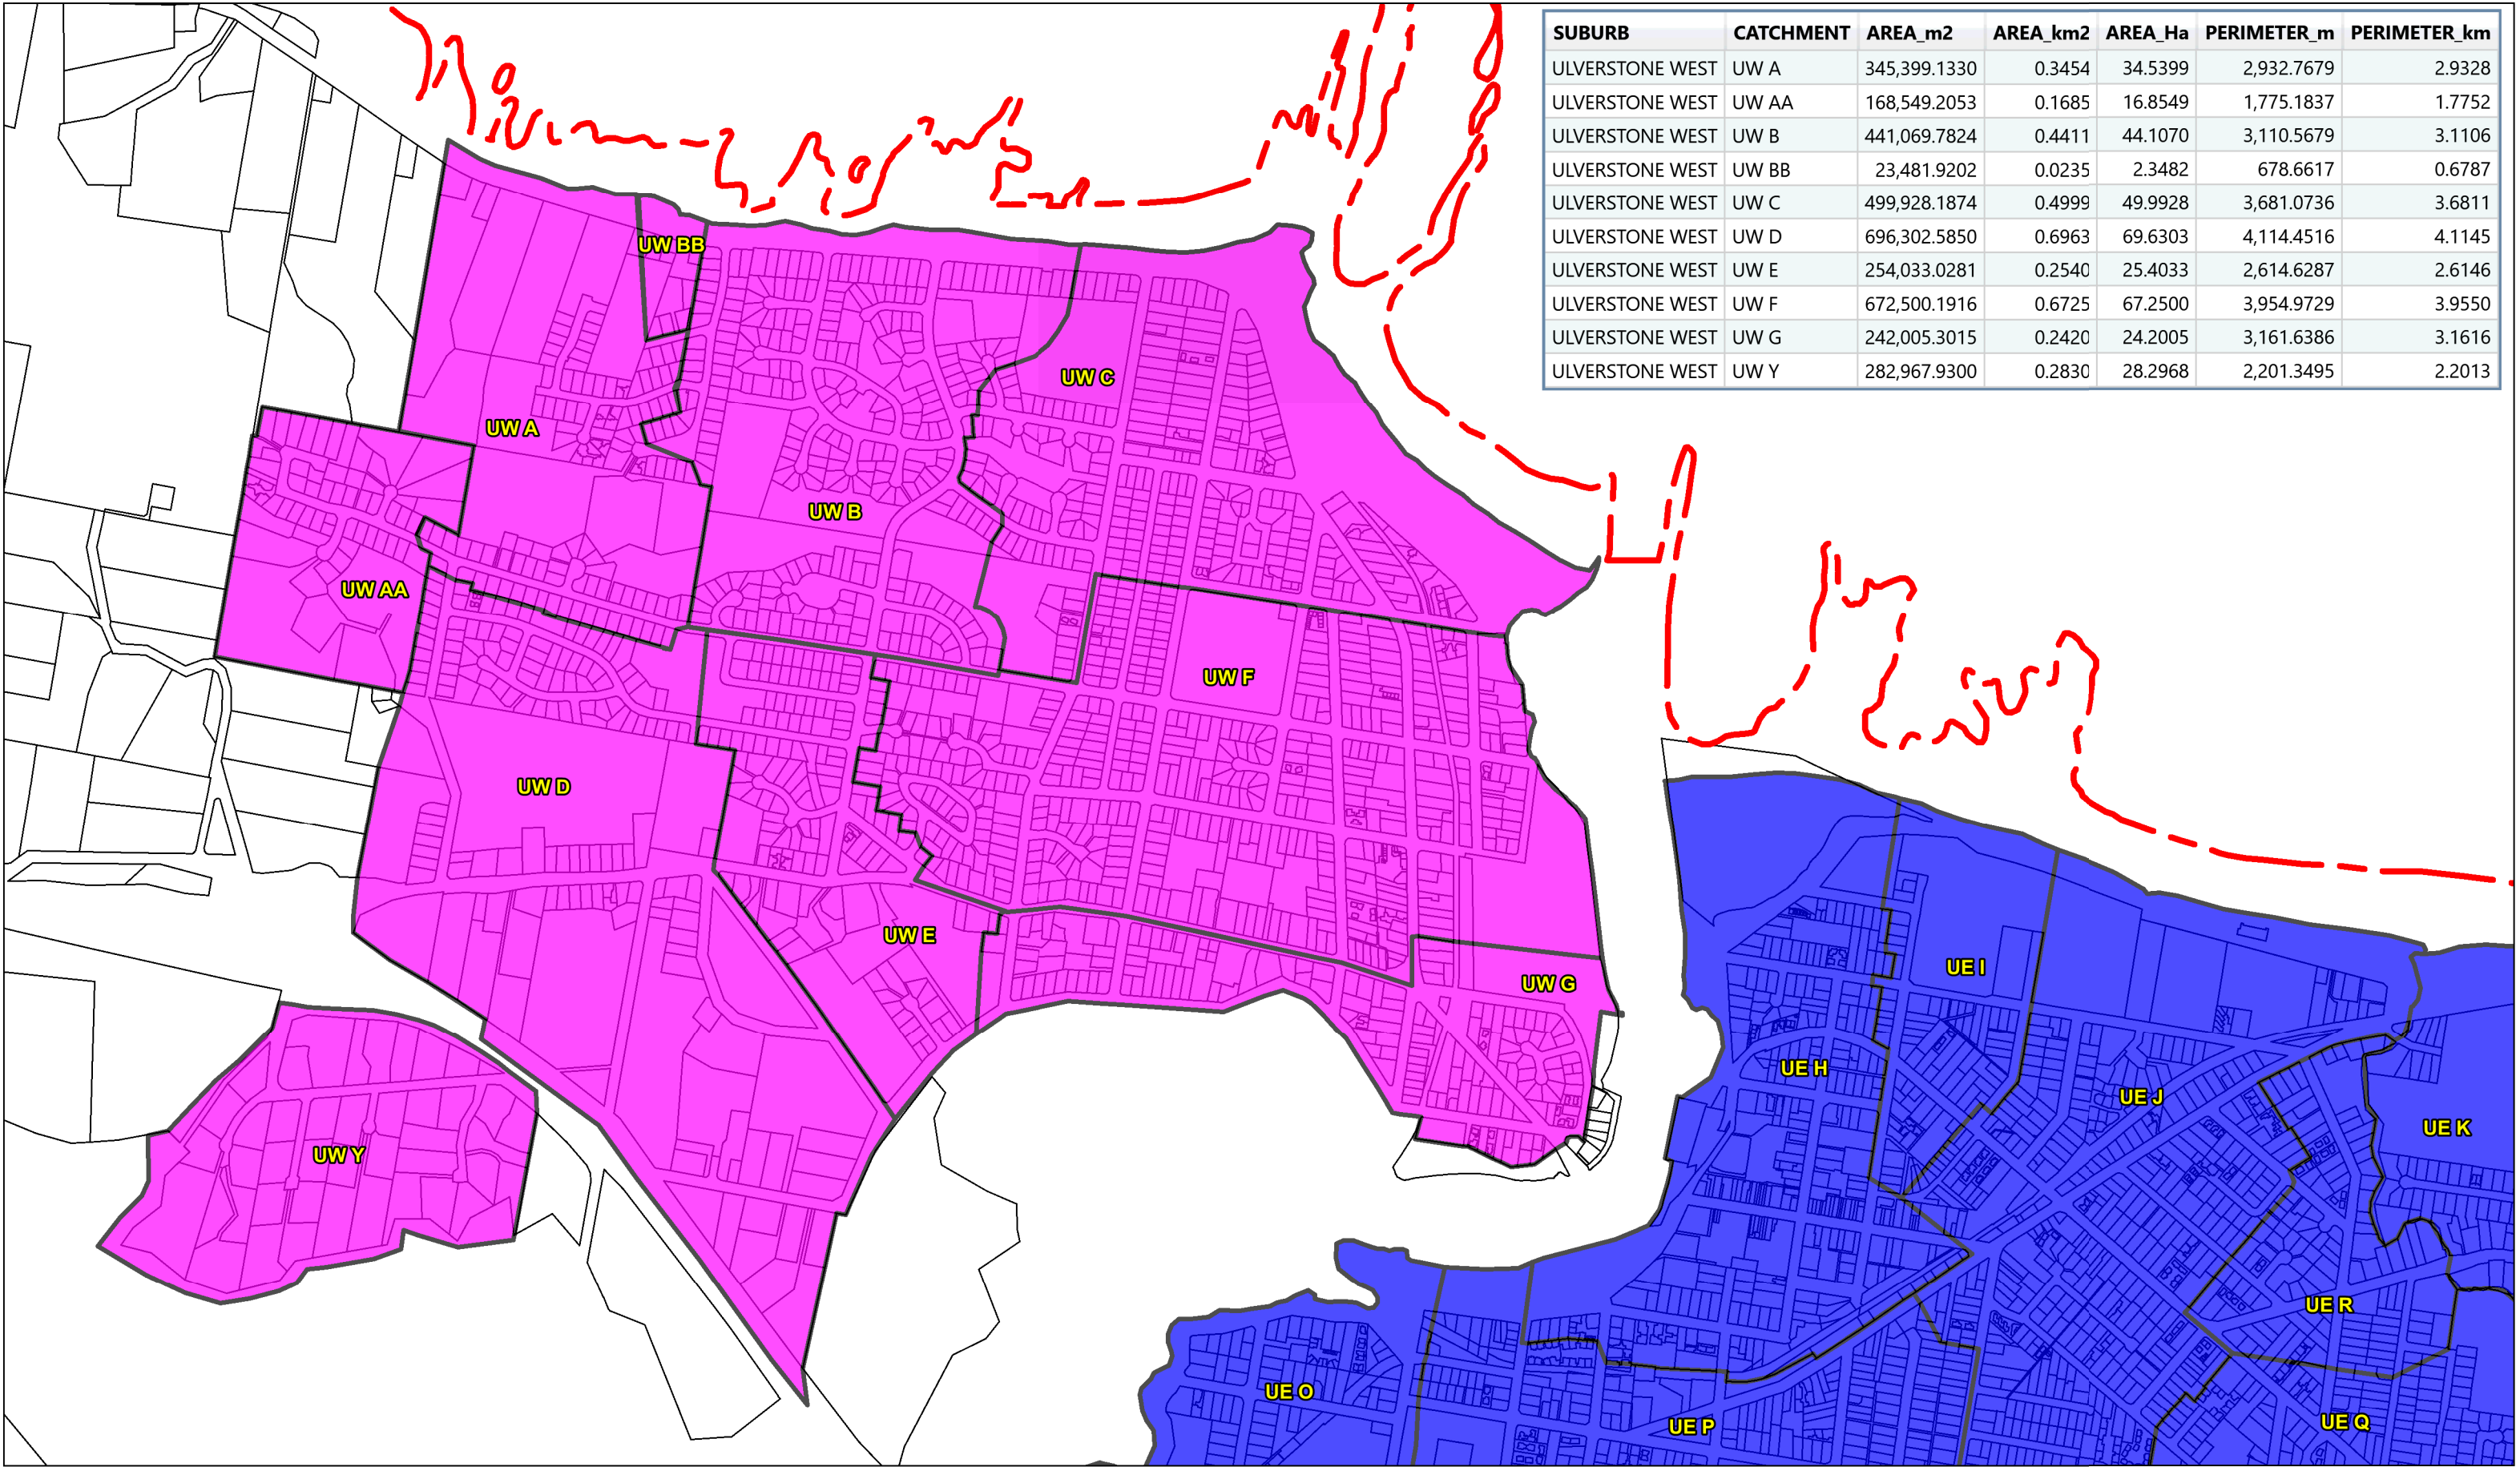 SUBURB CATCHMENT AREA_m2 AREA_km2 AREA_Ha PERIMETER_m PERIMETER_km
ULVERSTONE WEST UW A 345,399.1330 0.3454 34.5399 2,932.7679 2.9328
ULVERSTONE WEST UW AA 168,549.2053 0.1685 16.8549 1,775.1837 1.7752
ULVERSTONE WEST UW B 441,069.7824 0.4411 44.1070 3,110.5679 3.1106
ULVERSTONE WEST UW BB 23,481.9202 0.0235 2.3482 678.6617 0.6787
ULVERSTONE WEST UW C 499,928.1874 0.4999 49.9928 3,681.0736 3.6811
ULVERSTONE WEST UW D 696,302.5850 0.6963 69.6303 4,114.4516 4.1145
ULVERSTONE WEST UW E 254,033.0281 0.2540 25.4033 2,614.6287 2.6146
ULVERSTONE WEST UW F 672,500.1916 0.6725 67.2500 3,954.9729 3.9550
ULVERSTONE WEST UW G 242,005.3015 0.2420 24.2005 3,161.6386 3.1616
ULVERSTONE WEST UW Y 282,967.9300 0.2830 28.2968 2,201.3495 2.2013
UW BB
UW C
UW A
UW B
UW AA
UW F
UW D
UW E
UE I
UW G
UE H
UE J
UE K
UW Y
UE R
UE O
UE Q
UE P